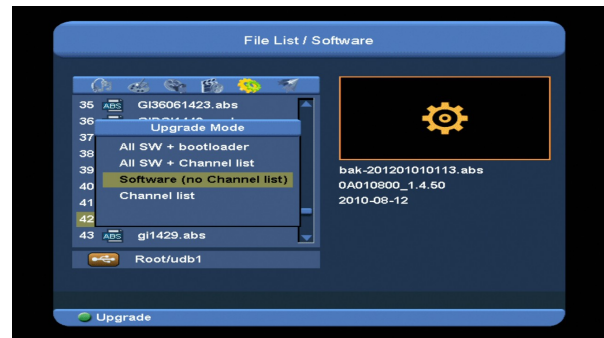 File List / Software
35 ABS GI36061423.abs
36
37 Upgrade Mode
38 All SW + bootloader
39 All SW + Channel list
40 Software (no Channel list)
41 Channel list
42
43 ABS gi1429.abs
Root/udb1
bak-201201010113.abs
0A010800_1.4.50
2010-08-12
Upgrade